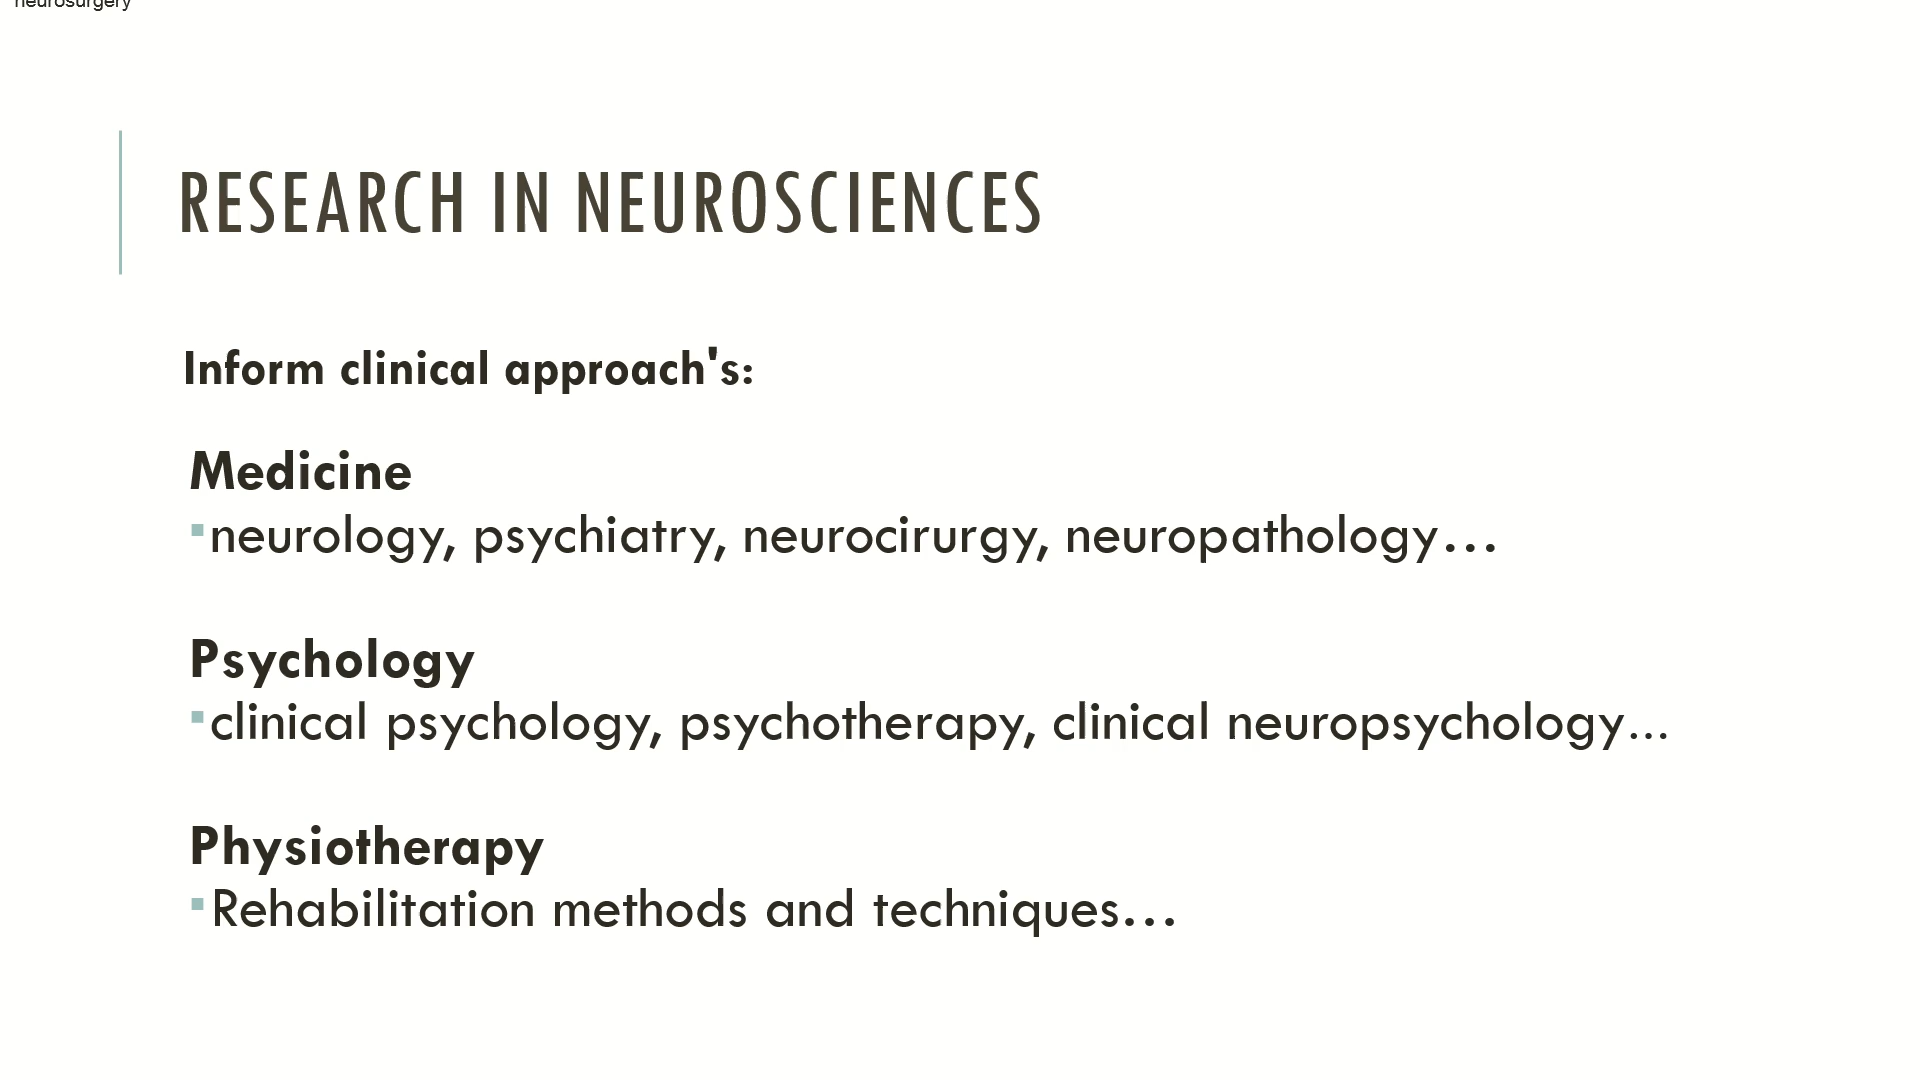 neurosurgery
RESEARCH IN NEUROSCIENCES
Inform clinical approach's:
Medicine
▪neurology, psychiatry, neurocirurgy, neuropathology…
Psychology
▪clinical psychology, psychotherapy, clinical neuropsychology...
Physiotherapy
▪Rehabilitation methods and techniques…